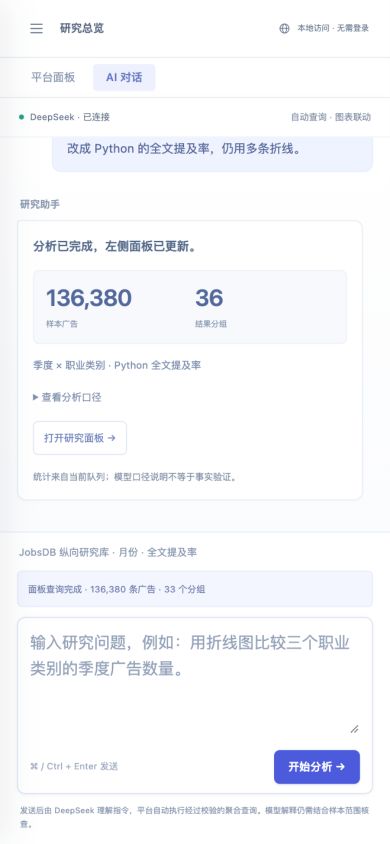 研究总览
本地访问 · 无需登录
平台面板
AI 对话
DeepSeek · 已连接
自动查询 · 图表联动
改成 Python 的全文提及率，仍用多条折线。
研究助手
分析已完成，左侧面板已更新。
136,380
36
样本广告
结果分组
季度 × 职业类别 · Python 全文提及率
▶ 查看分析口径
打开研究面板 →
统计来自当前队列；模型口径说明不等于事实验证。
JobsDB 纵向研究库 · 月份 · 全文提及率
面板查询完成 · 136,380 条广告 · 33 个分组
输入研究问题，例如：用折线图比较三个职业
类别的季度广告数量。
⌘ / Ctrl + Enter 发送
开始分析 →
发送后由 DeepSeek 理解指令，平台自动执行经过校验的聚合查询。模型解释仍需结合样本范围核
查。